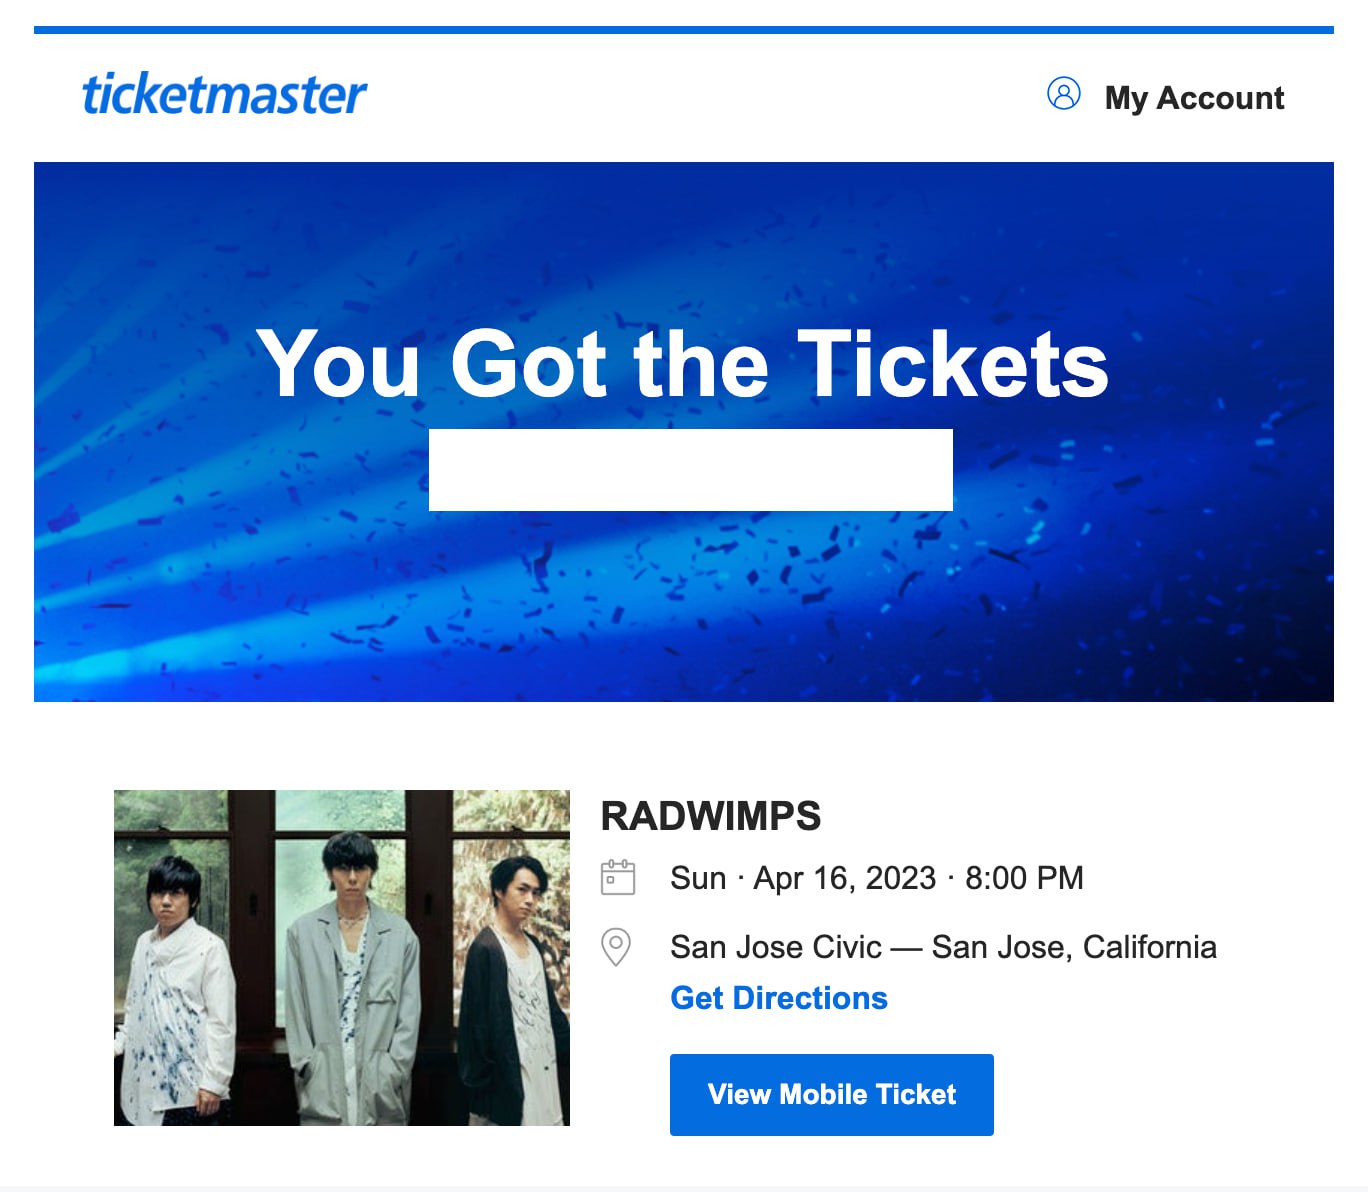 ticketmaster
My Account
You Got the Tickets
RADWIMPS
Sun · Apr 16, 2023 · 8:00 PM
San Jose Civic — San Jose, California
Get Directions
View Mobile Ticket